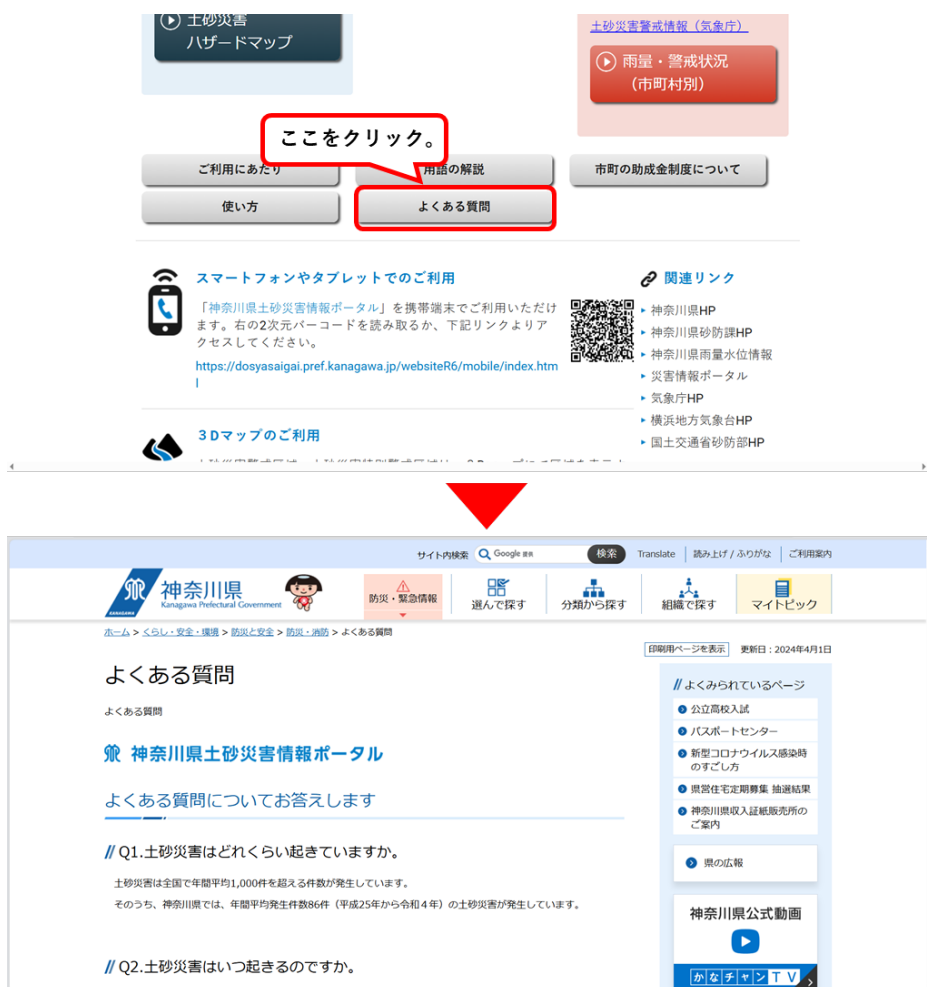 土砂災害
ハザードマップ
土砂災害警戒情報（気象庁）
雨量・警戒状況
（市町村別）
ここをクリック。
ご利用にあたり
用語の解説
市町の助成金制度について
使い方
よくある質問
スマートフォンやタブレットでのご利用
「神奈川県土砂災害情報ポータル」を携帯端末でご利用いただけ
ます。右の2次元バーコードを読み取るか、下記リンクよりア
クセスしてください。
https://dosyasaigai.pref.kanagawa.jp/websiteR6/mobile/index.htm
l
関連リンク
神奈川県HP
神奈川県砂防課HP
神奈川県雨量水位情報
災害情報ポータル
気象庁HP
横浜地方気象台HP
国土交通省砂防部HP
３Dマップのご利用
サイト内検索
Google 提供
検索
Translate
読み上げ / ふりがな
ご利用案内
KANAGAWA
神奈川県
Kanagawa Prefectural Government
防災・緊急情報
選んで探す
分類から探す
組織で探す
マイトピック
ホーム > くらし・安全・環境 > 防災と安全 > 防災・消防 > よくある質問
印刷用ページを表示
更新日：2024年4月1日
よくある質問
よくある質問
神奈川県土砂災害情報ポータル
よくある質問についてお答えします
Q1.土砂災害はどれくらい起きていますか。
土砂災害は全国で年間平均1,000件を超える件数が発生しています。
そのうち、神奈川県では、年間平均発生件数86件（平成25年から令和４年）の土砂災害が発生しています。
Q2.土砂災害はいつ起きるのですか。
よくみられているページ
公立高校入試
パスポートセンター
新型コロナウイルス感染時
のすごし方
県営住宅定期募集 抽選結果
神奈川県収入証紙販売所の
ご案内
県の広報
神奈川県公式動画
かなチャンTV